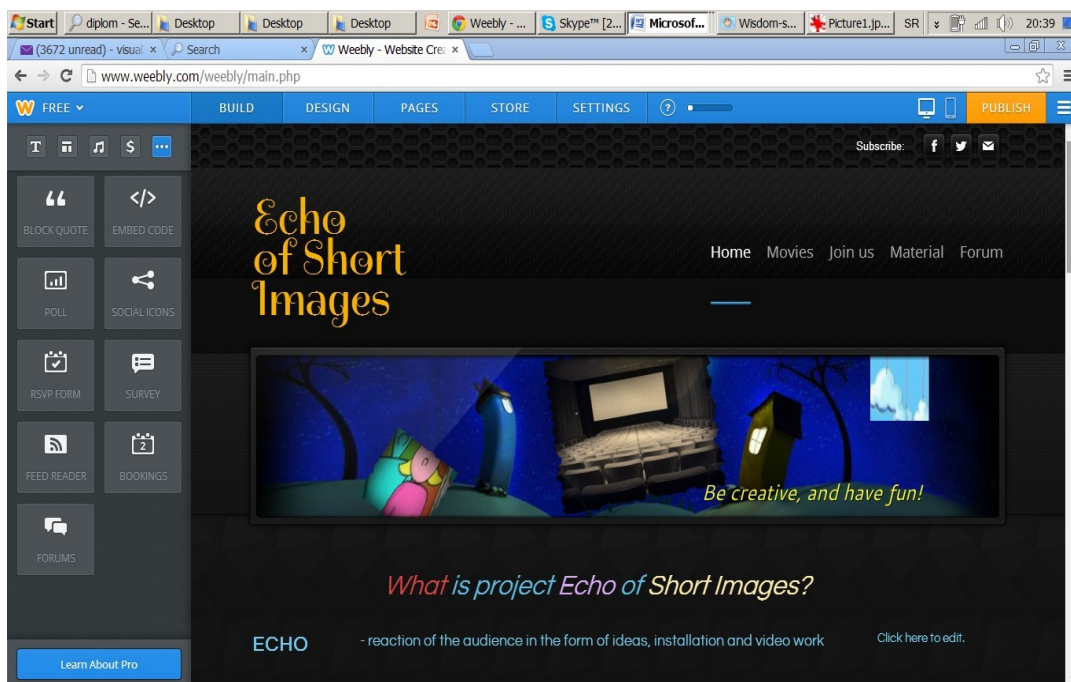 Start diplom - Se... Desktop Desktop Desktop Weebly - ... Skype™ [2... Microsof... Wisdom-s... Picture1.jp... SR 20:39
(3672 unread) - visual Search Weebly - Website Crea
www.weebly.com/weebly/main.php
FREE BUILD DESIGN PAGES STORE SETTINGS ? PUBLISH
T $ Subscribe:
BLOCK QUOTE EMBED CODE
POLL SOCIAL ICONS
RSVP FORM SURVEY
FEED READER BOOKINGS
FORUMS
Learn About Pro
Echo
of Short
Images
Home Movies Join us Material Forum
Be creative, and have fun!
What is project Echo of Short Images?
ECHO - reaction of the audience in the form of ideas, installation and video work Click here to edit.